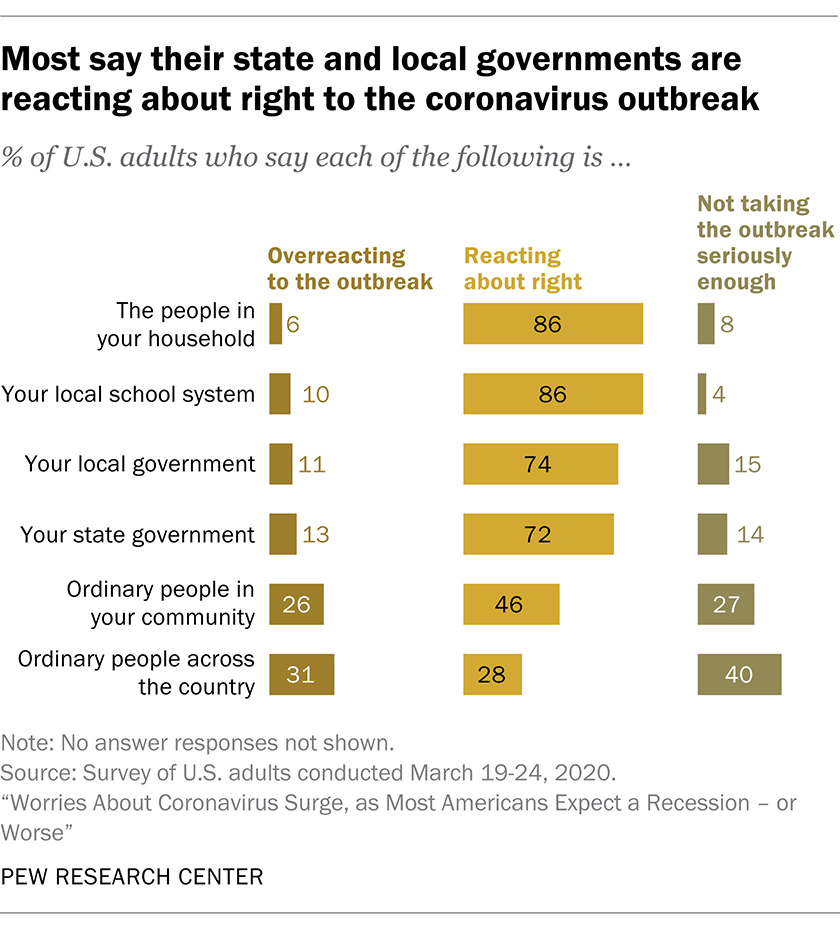 Most say their state and local governments are
reacting about right to the coronavirus outbreak
% of U.S. adults who say each of the following is ...
Overreacting
to the outbreak
Reacting
about right
Not taking
the outbreak
seriously
enough
The people in
your household
6
86
8
Your local school system
10
86
4
Your local government
11
74
15
Your state government
13
72
14
Ordinary people in
your community
26
46
27
Ordinary people across
the country
31
28
40
Note: No answer responses not shown.
Source: Survey of U.S. adults conducted March 19-24, 2020.
“Worries About Coronavirus Surge, as Most Americans Expect a Recession – or
Worse”
PEW RESEARCH CENTER